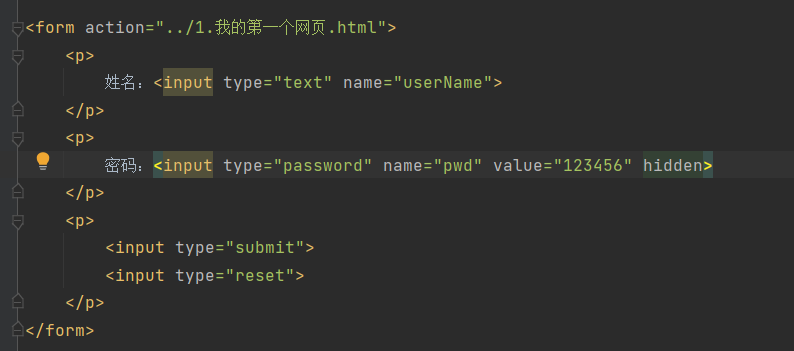 <form action="../1.我的第一个网页.html">
<p>
姓名：<input type="text" name="userName">
</p>
<p>
密码：<input type="password" name="pwd" value="123456" hidden>
</p>
<p>
<input type="submit">
<input type="reset">
</p>
</form>